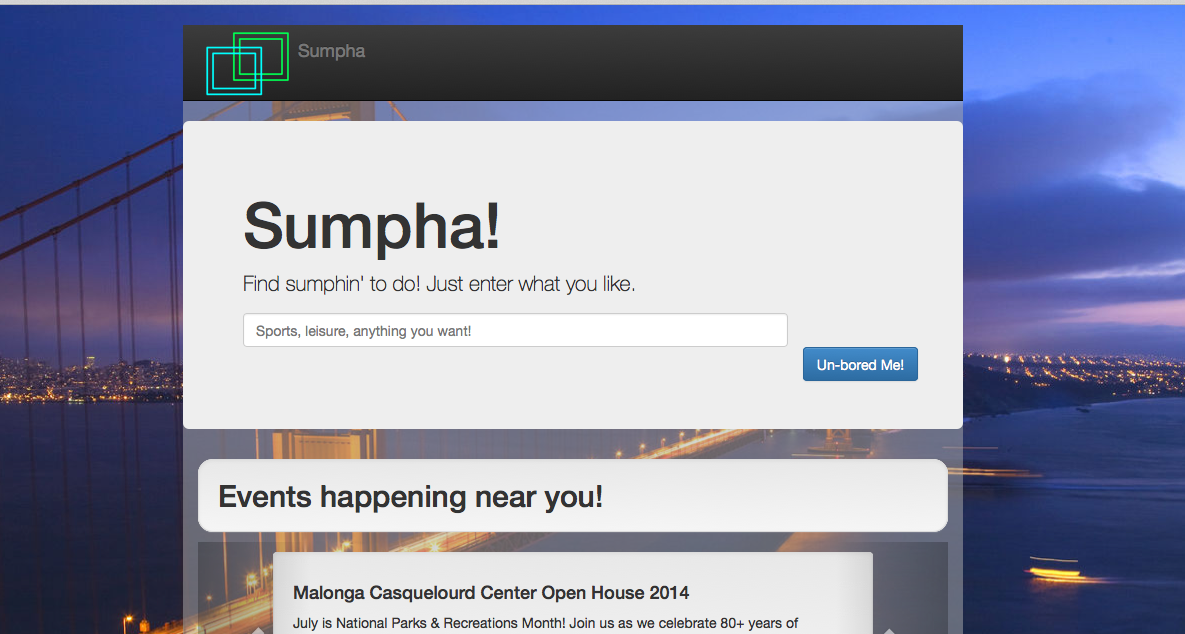 Sumpha
Sumpha!
Find sumphin' to do! Just enter what you like.
Sports, leisure, anything you want!
Un-bored Me!
Events happening near you!
Malonga Casquelourd Center Open House 2014
July is National Parks & Recreations Month! Join us as we celebrate 80+ years of